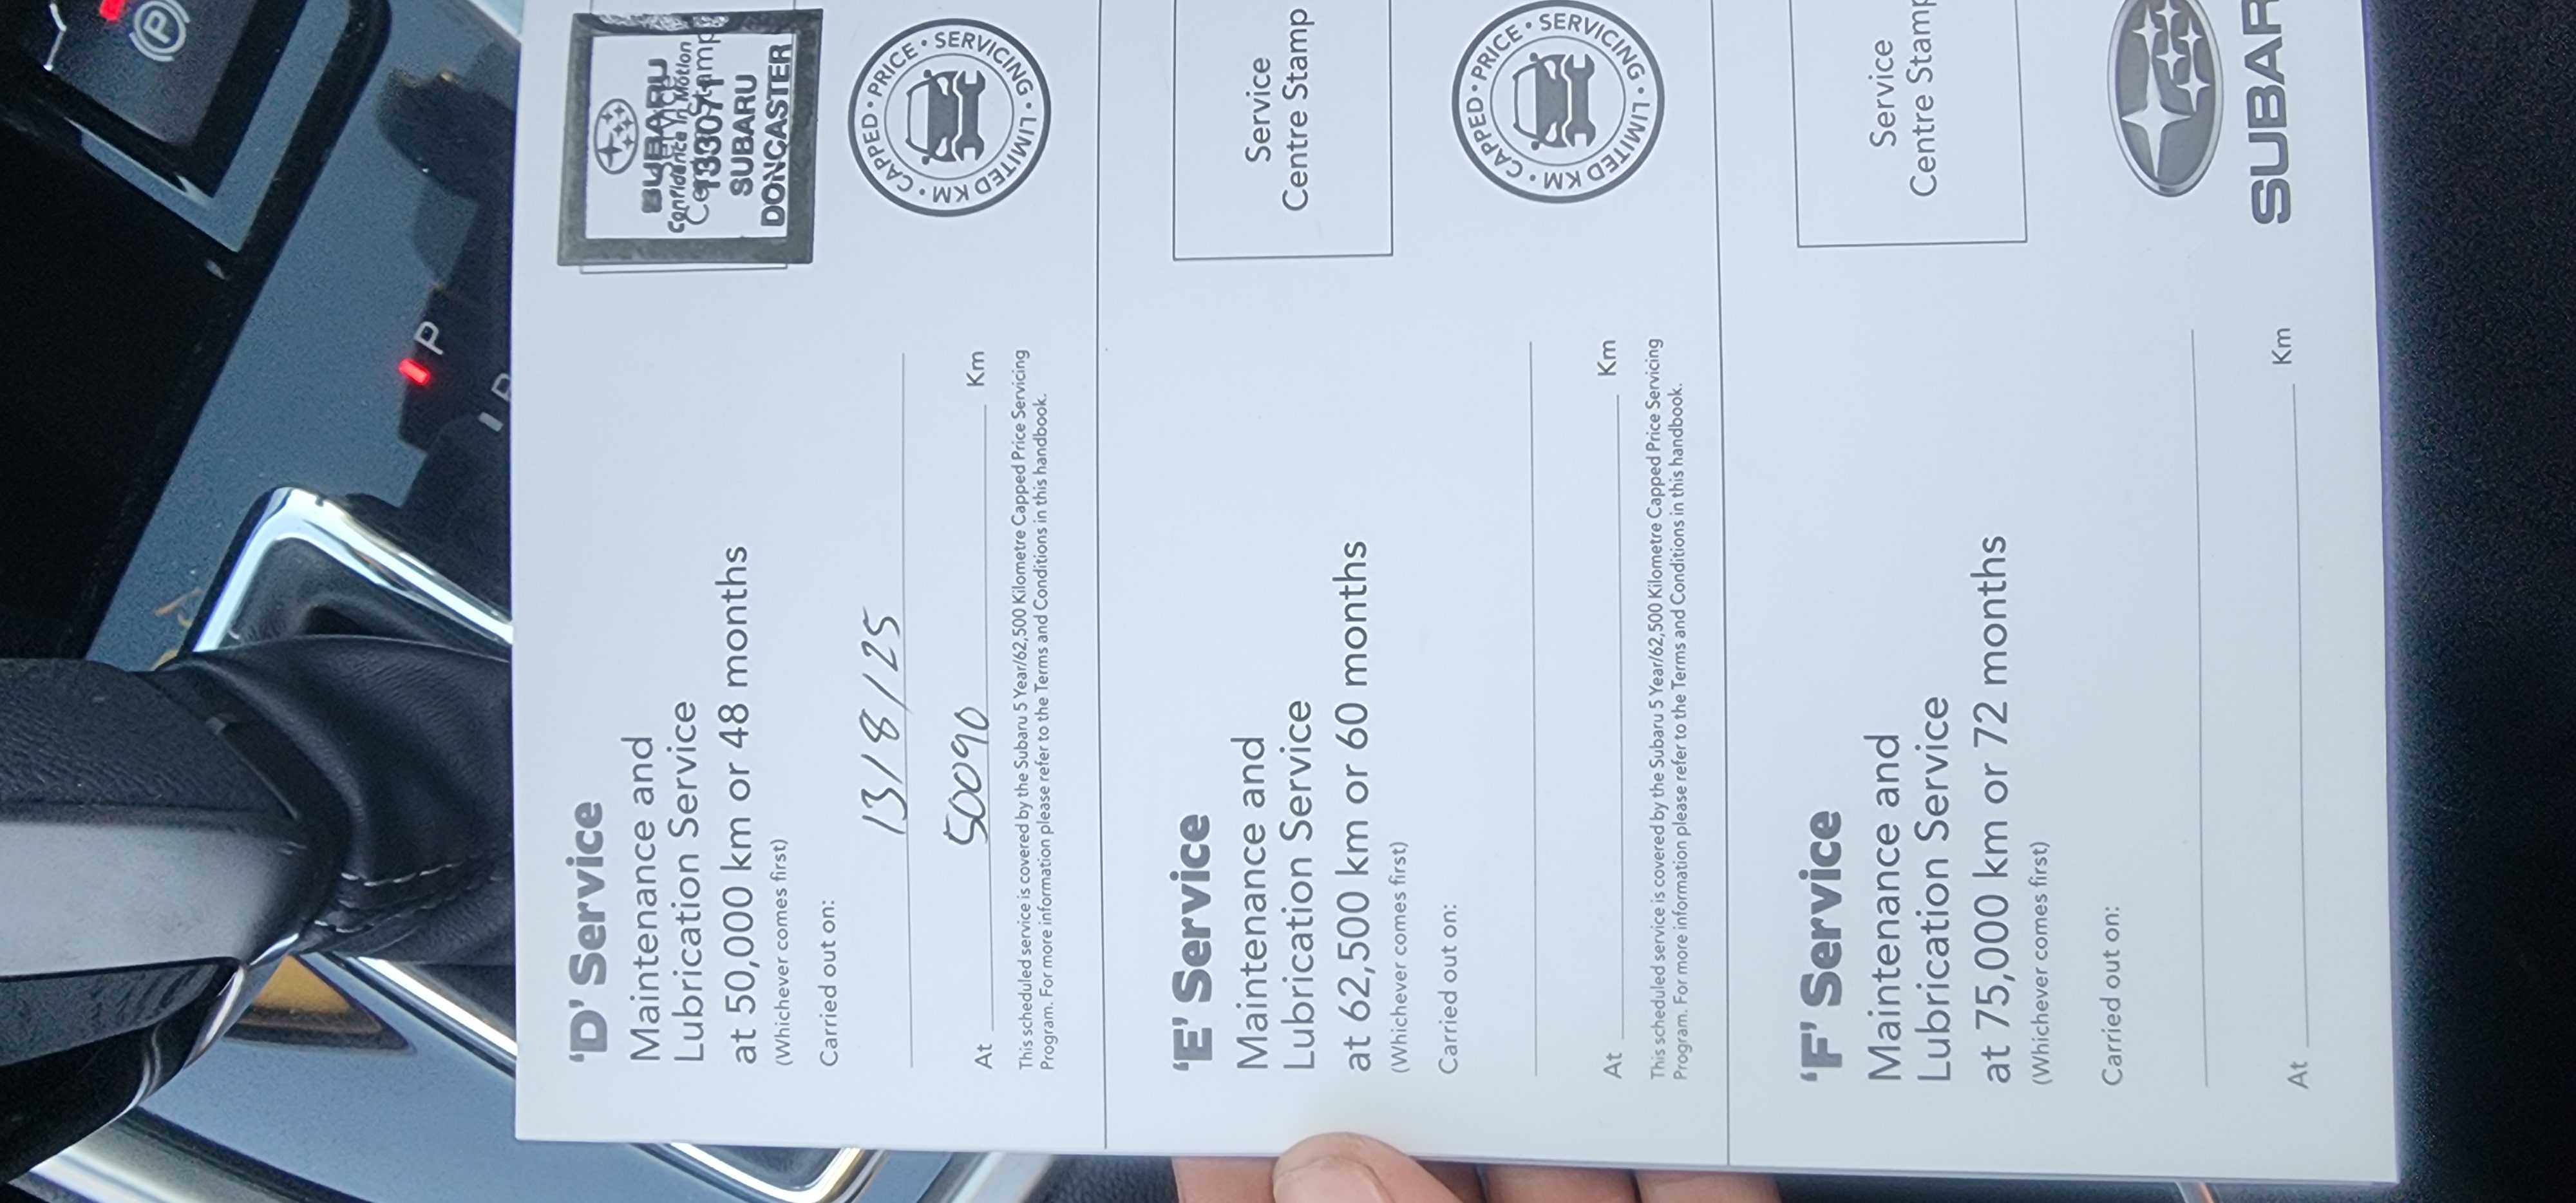 'D' Service
Maintenance and
Lubrication Service
at 50,000 km or 48 months
(Whichever comes first)
Carried out on:
13/8/25
At 50090 Km
This scheduled service is covered by the Subaru 5 Year/62,500 Kilometre Capped Price Servicing
Program. For more information please refer to the Terms and Conditions in this handbook.
SUBARU
Confidence in Motion
133071
SUBARU
DONCASTER
CAPPED • PRICE • SERVICING • LIMITED KM •
'E' Service
Maintenance and
Lubrication Service
at 62,500 km or 60 months
(Whichever comes first)
Carried out on:
At Km
This scheduled service is covered by the Subaru 5 Year/62,500 Kilometre Capped Price Servicing
Program. For more information please refer to the Terms and Conditions in this handbook.
Service
Centre Stamp
CAPPED • PRICE • SERVICING • LIMITED KM •
'F' Service
Maintenance and
Lubrication Service
at 75,000 km or 72 months
(Whichever comes first)
Carried out on:
At Km
Service
Centre Stamp
SUBAR
P
P